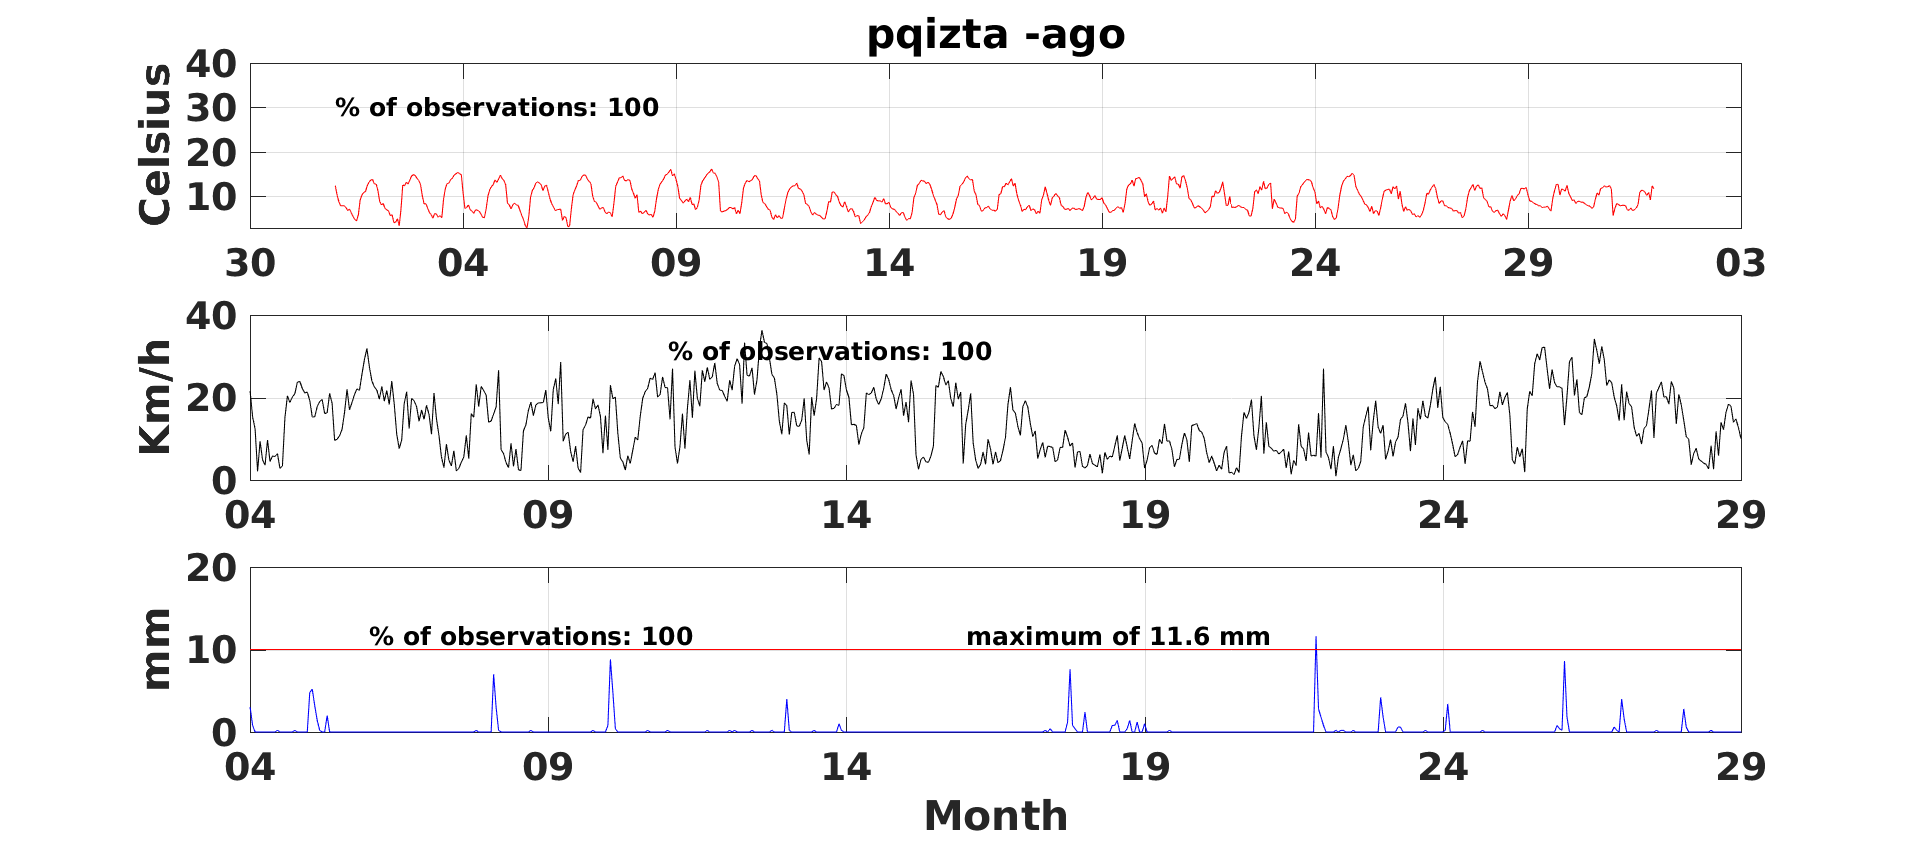 pqizta -ago
Celsius
40
30
20
10
% of observations: 100
30 04 09 14 19 24 29 03
Km/h
40
20
0
% of observations: 100
04 09 14 19 24 29
mm
20
10
0
% of observations: 100 maximum of 11.6 mm
04 09 14 19 24 29
Month